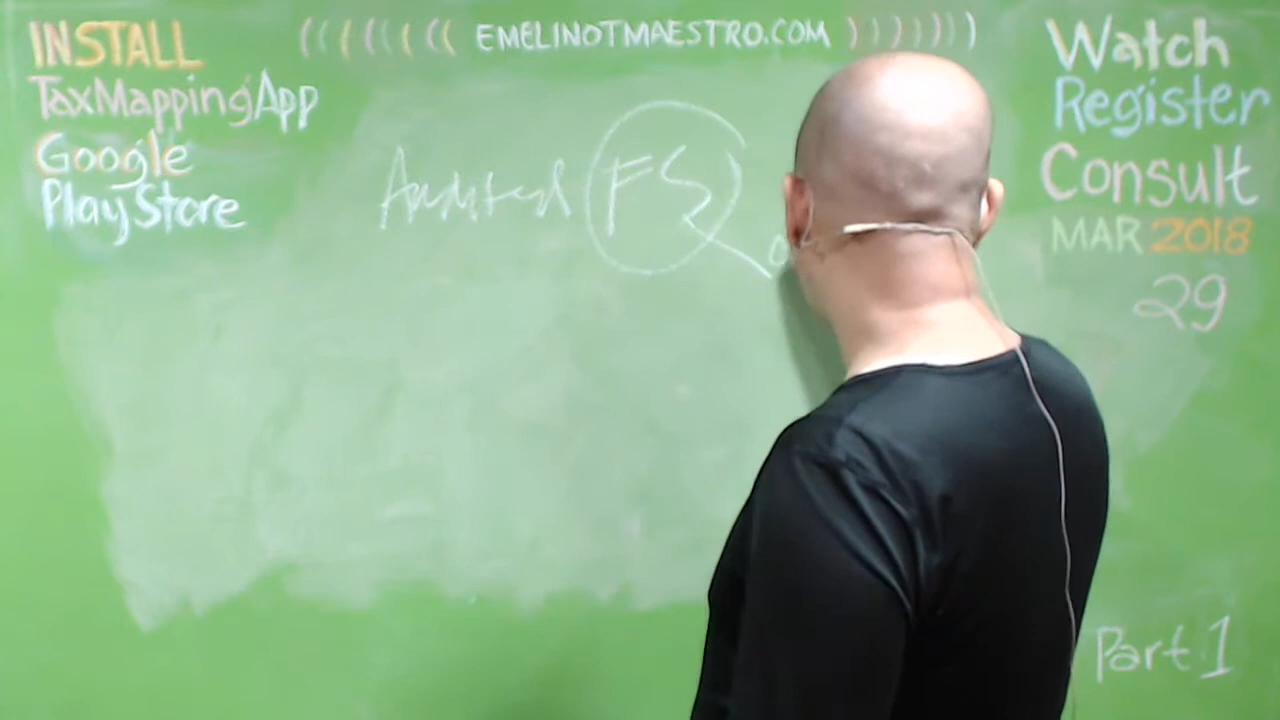 INSTALL
TaxMappingApp
Google
PlayStore
((((((( EMELINOTMAESTRO.COM )))))))
Audited FS
Watch
Register
Consult
MAR 2018
29
Part 1